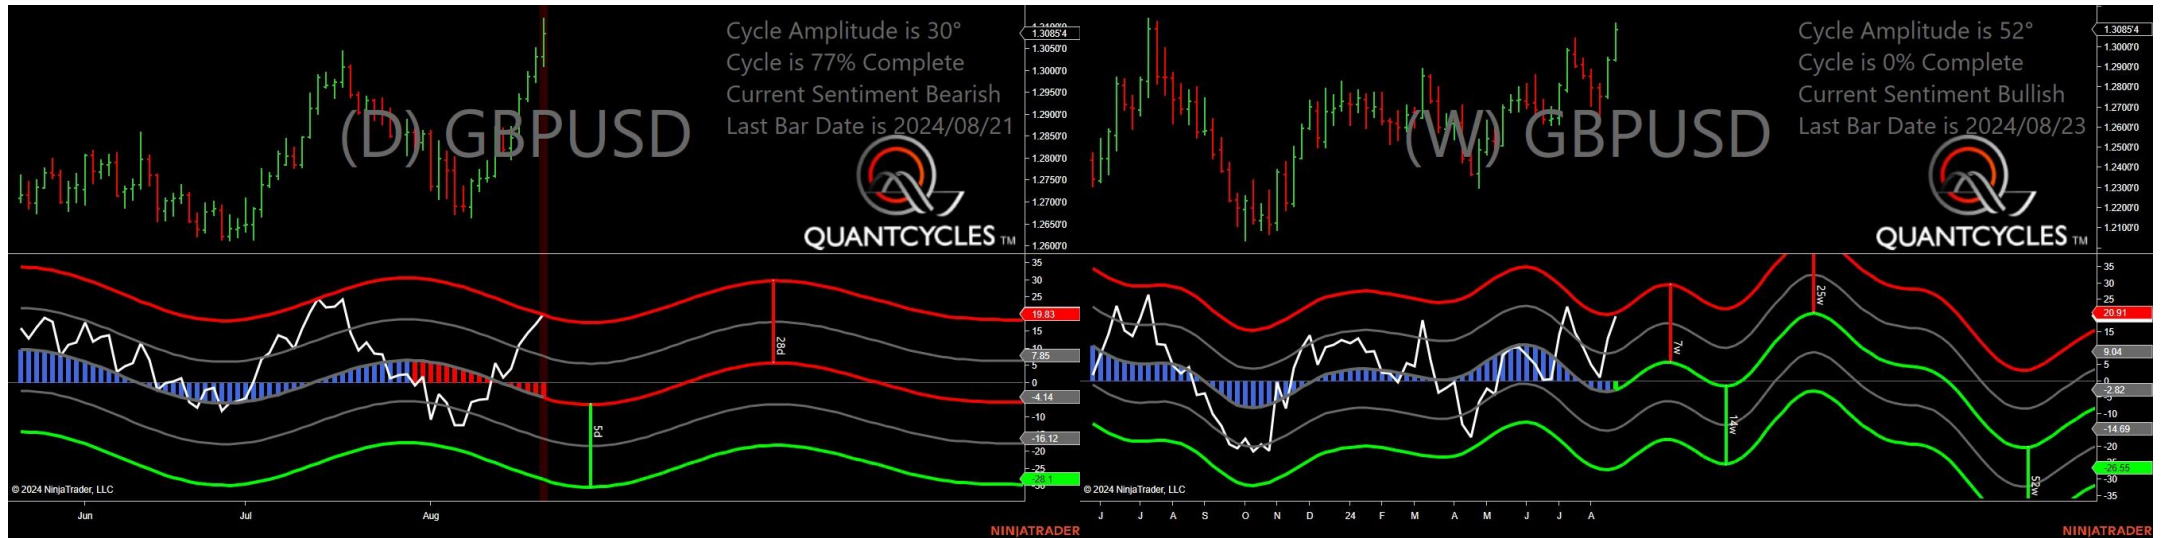 Cycle Amplitude is 30°
Cycle is 77% Complete
Current Sentiment Bearish
Last Bar Date is 2024/08/21
(D) GBPUSD
QUANTCYCLES TM
1.3085'4
1.3050'0
1.3000'0
1.2950'0
1.2900'0
1.2850'0
1.2800'0
1.2750'0
1.2700'0
1.2650'0
1.2600'0
35
30
25
19.83
15
10
7.85
5
0
-4.14
-10
-16.12
-20
-25
-28.1
28d
5d
© 2024 NinjaTrader, LLC
Jun Jul Aug
NINJATRADER
Cycle Amplitude is 52°
Cycle is 0% Complete
Current Sentiment Bullish
Last Bar Date is 2024/08/23
(W) GBPUSD
QUANTCYCLES TM
1.3085'4
1.3000'0
1.2900'0
1.2800'0
1.2700'0
1.2600'0
1.2500'0
1.2400'0
1.2300'0
1.2200'0
1.2100'0
35
30
25
20.91
15
9.04
5
0
-2.82
-5
-10
-14.69
-20
-26.55
-30
-35
7w
14w
25w
52w
© 2024 NinjaTrader, LLC
J J A S O N D 24 F M A M J J A
NINJATRADER